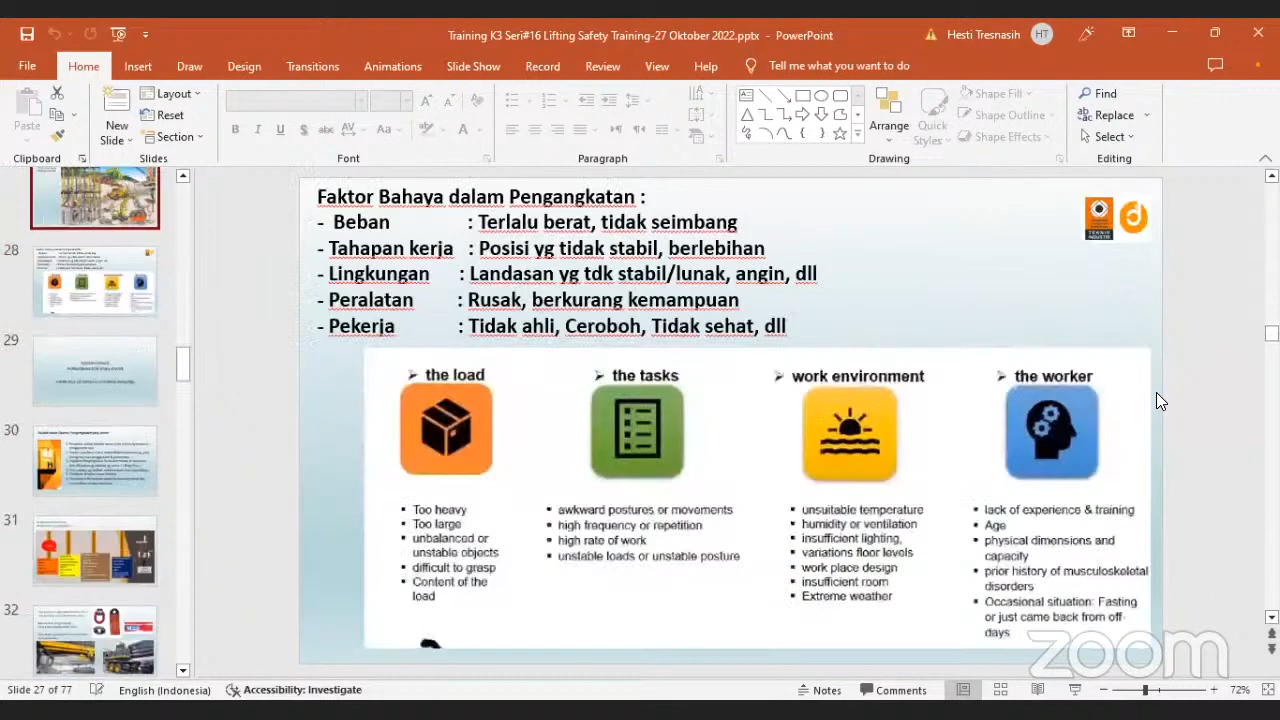 Training K3 Seri#16 Lifting Safety Training-27 Oktober 2022.pptx - PowerPoint
Hesti Tresnasih
HT
File Home Insert Draw Design Transitions Animations Slide Show Record Review View Help Tell me what you want to do
Paste
New Slide
Layout
Reset
Section
Clipboard
Slides
Font
Paragraph
Arrange
Quick Styles
Shape Fill
Shape Outline
Shape Effects
Drawing
Find
Replace
Select
Editing
28
29
30
31
32
Faktor Bahaya dalam Pengangkatan :
- Beban : Terlalu berat, tidak seimbang
- Tahapan kerja : Posisi yg tidak stabil, berlebihan
- Lingkungan : Landasan yg tdk stabil/lunak, angin, dll
- Peralatan : Rusak, berkurang kemampuan
- Pekerja : Tidak ahli, Ceroboh, Tidak sehat, dll
TEKNIK
INDUSTRI
the load
Too heavy
Too large
unbalanced or
unstable objects
difficult to grasp
Content of the
load
the tasks
awkward postures or movements
high frequency or repetition
high rate of work
unstable loads or unstable posture
work environment
unsuitable temperature
humidity or ventilation
insufficient lighting,
variations floor levels
work place design
insufficient room
Extreme weather
the worker
lack of experience & training
Age
physical dimensions and
capacity
prior history of musculoskeletal
disorders
Occasional situation: Fasting
or just came back from off-
days
zoom
Slide 27 of 77
English (Indonesia)
Accessibility: Investigate
Notes
Comments
72%